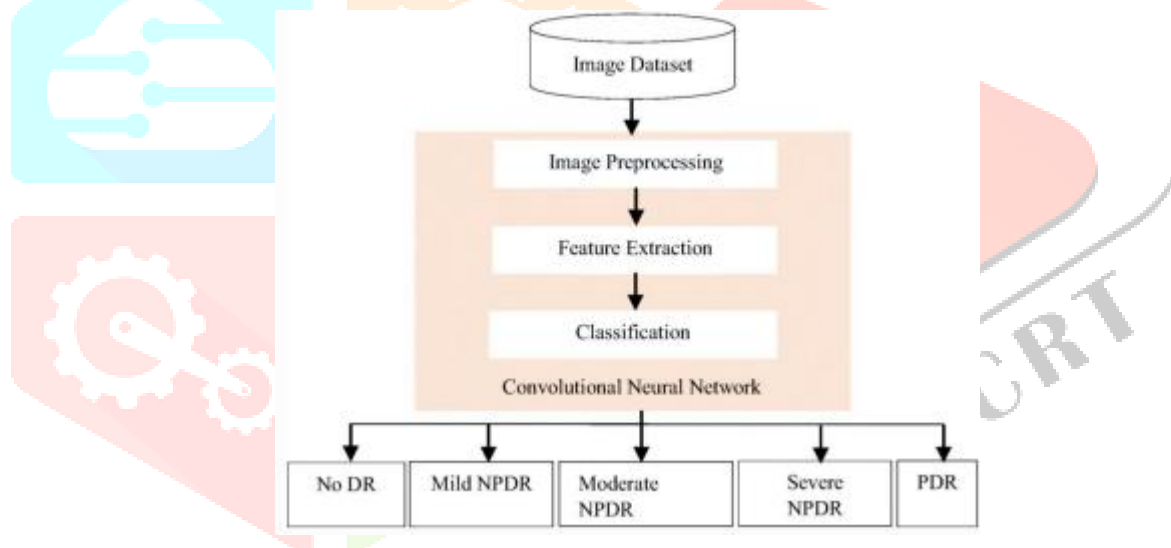 Image Dataset
Image Preprocessing
Feature Extraction
Classification
Convolutional Neural Network
No DR
Mild NPDR
Moderate
NPDR
Severe
NPDR
PDR
CRT